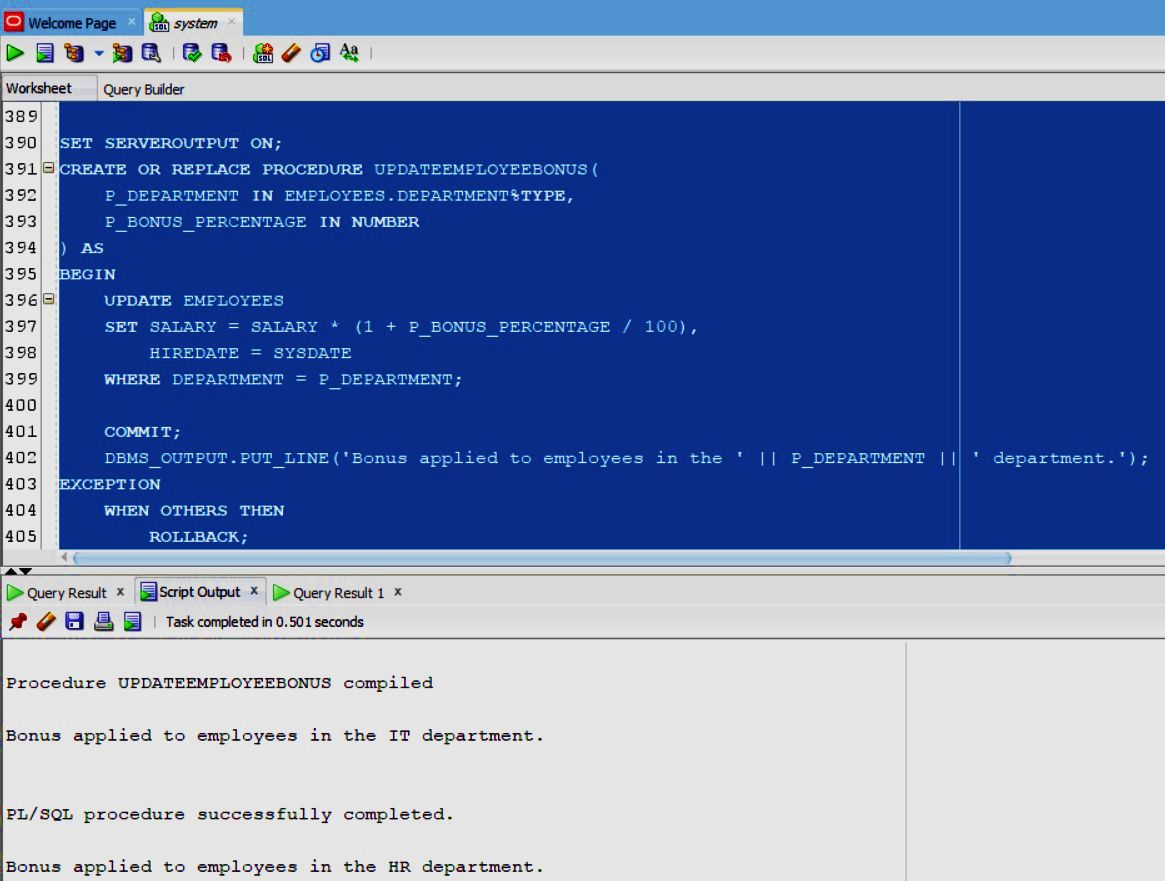 Welcome Page
system
Worksheet
Query Builder
389
390 SET SERVEROUTPUT ON;
391 CREATE OR REPLACE PROCEDURE UPDATEEMPLOYEEBONUS(
392 P_DEPARTMENT IN EMPLOYEES.DEPARTMENT%TYPE,
393 P_BONUS_PERCENTAGE IN NUMBER
394 ) AS
395 BEGIN
396 UPDATE EMPLOYEES
397 SET SALARY = SALARY * (1 + P_BONUS_PERCENTAGE / 100),
398 HIREDATE = SYSDATE
399 WHERE DEPARTMENT = P_DEPARTMENT;
400
401 COMMIT;
402 DBMS_OUTPUT.PUT_LINE('Bonus applied to employees in the ' || P_DEPARTMENT || ' department.');
403 EXCEPTION
404 WHEN OTHERS THEN
405 ROLLBACK;
Query Result x Script Output x Query Result 1 x
Task completed in 0.501 seconds
Procedure UPDATEEMPLOYEEBONUS compiled
Bonus applied to employees in the IT department.
PL/SQL procedure successfully completed.
Bonus applied to employees in the HR department.